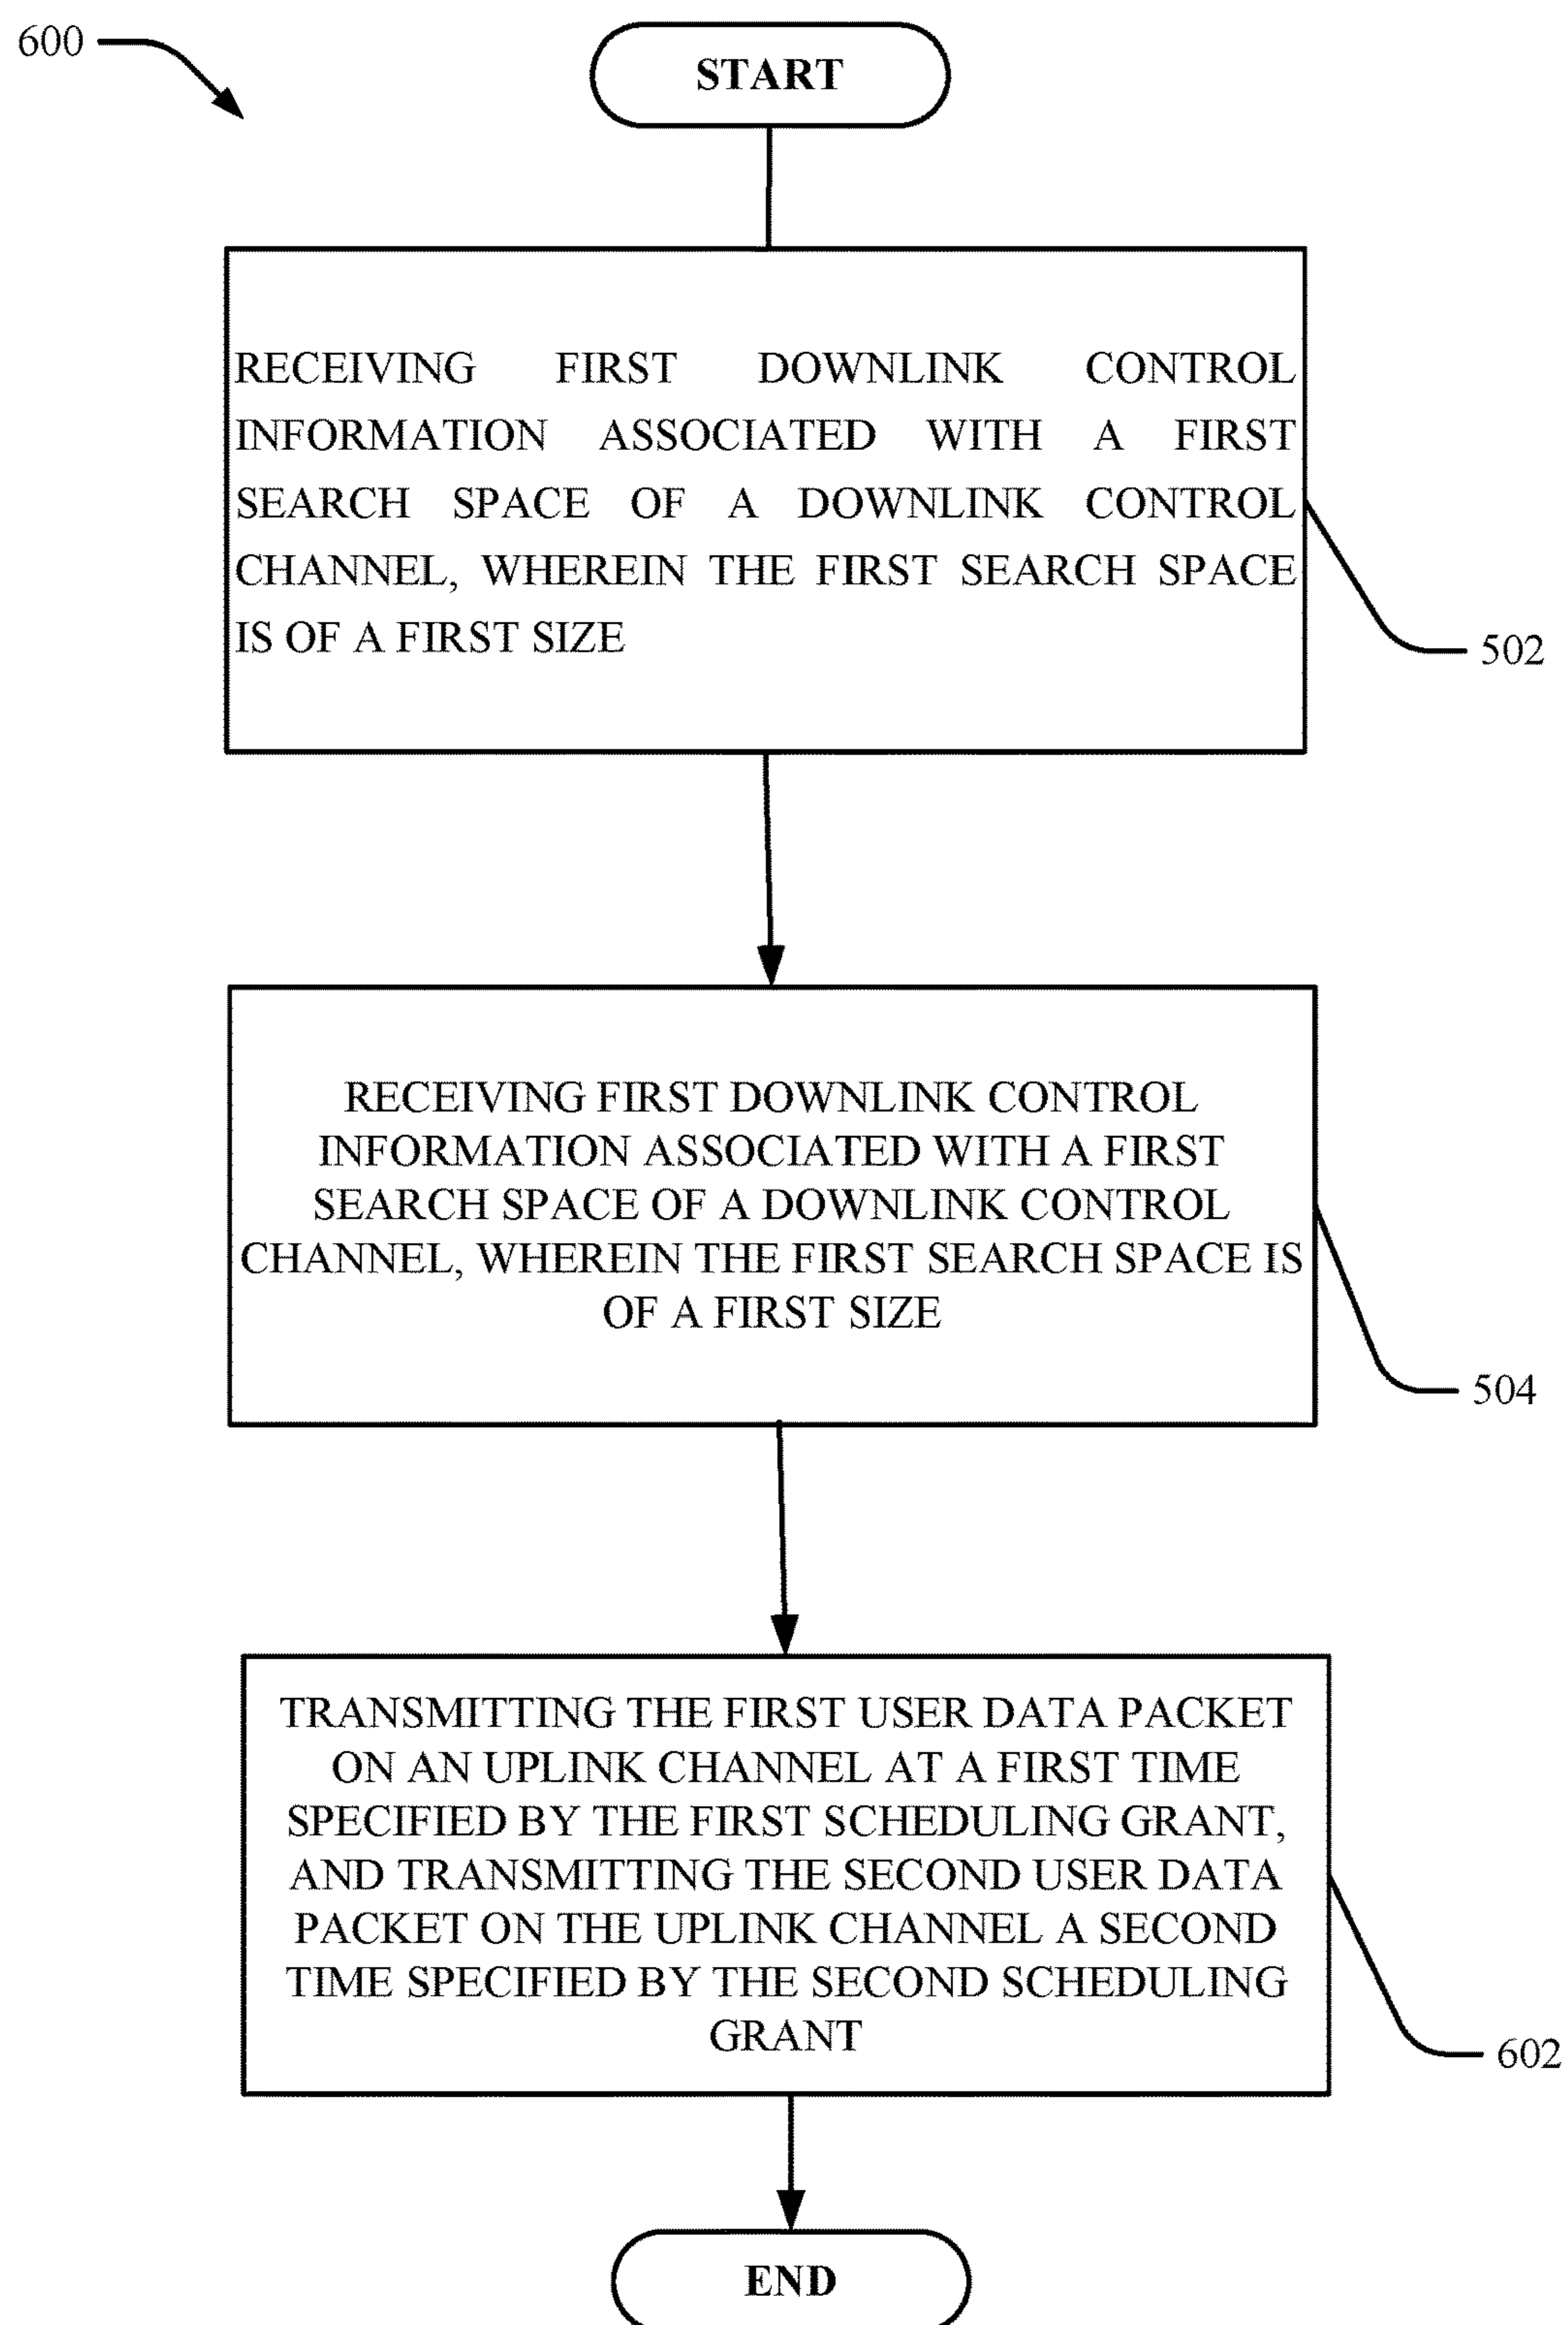 600
START
RECEIVING FIRST DOWNLINK CONTROL
INFORMATION ASSOCIATED WITH A FIRST
SEARCH SPACE OF A DOWNLINK CONTROL
CHANNEL, WHEREIN THE FIRST SEARCH SPACE
IS OF A FIRST SIZE
502
RECEIVING FIRST DOWNLINK CONTROL
INFORMATION ASSOCIATED WITH A FIRST
SEARCH SPACE OF A DOWNLINK CONTROL
CHANNEL, WHEREIN THE FIRST SEARCH SPACE IS
OF A FIRST SIZE
504
TRANSMITTING THE FIRST USER DATA PACKET
ON AN UPLINK CHANNEL AT A FIRST TIME
SPECIFIED BY THE FIRST SCHEDULING GRANT,
AND TRANSMITTING THE SECOND USER DATA
PACKET ON THE UPLINK CHANNEL A SECOND
TIME SPECIFIED BY THE SECOND SCHEDULING
GRANT
602
END